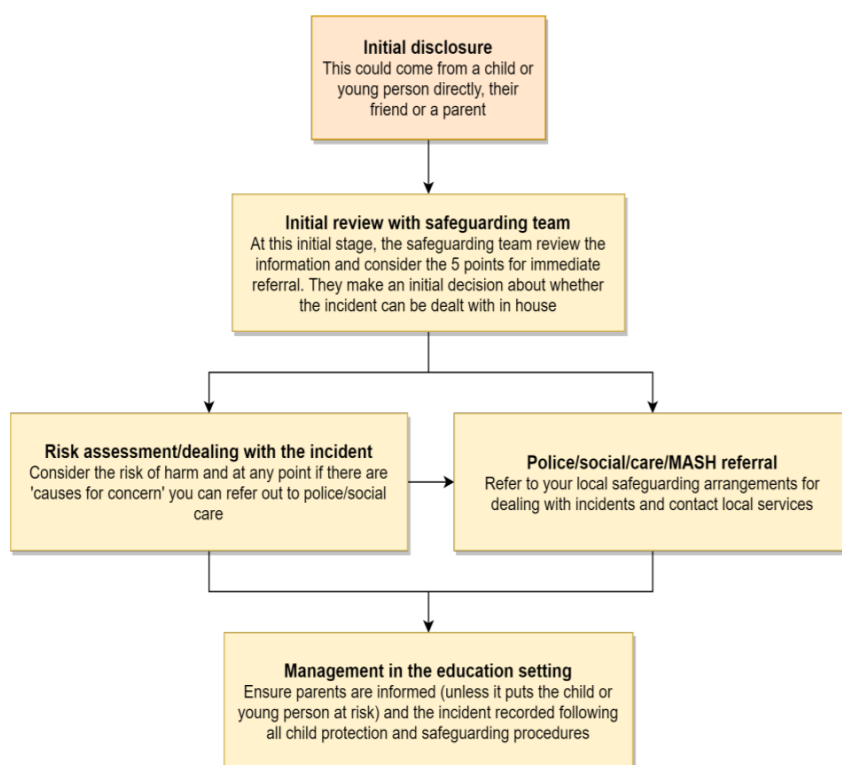 Initial disclosure
This could come from a child or
young person directly, their
friend or a parent
Initial review with safeguarding team
At this initial stage, the safeguarding team review the
information and consider the 5 points for immediate
referral. They make an initial decision about whether
the incident can be dealt with in house
Risk assessment/dealing with the incident
Consider the risk of harm and at any point if there are
'causes for concern' you can refer out to police/social
care
Police/social/care/MASH referral
Refer to your local safeguarding arrangements for
dealing with incidents and contact local services
Management in the education setting
Ensure parents are informed (unless it puts the child or
young person at risk) and the incident recorded following
all child protection and safeguarding procedures